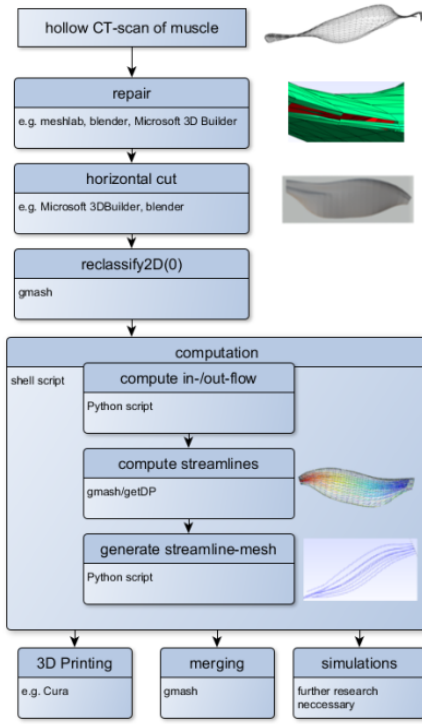 hollow CT-scan of muscle
repair
e.g. meshlab, blender, Microsoft 3D Builder
horizontal cut
e.g. Microsoft 3DBuilder, blender
reclassify2D(0)
gmash
computation
shell script
compute in-/out-flow
Python script
compute streamlines
gmash/getDP
generate streamline-mesh
Python script
3D Printing
e.g. Cura
merging
gmash
simulations
further research
neccessary